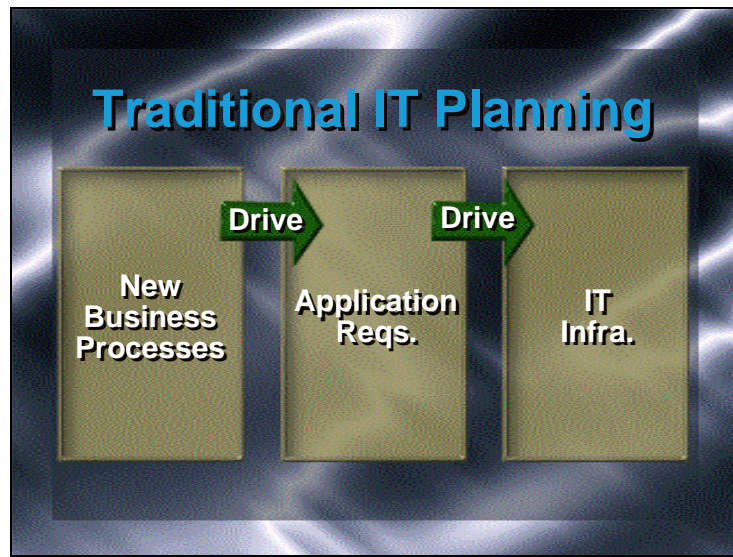 Traditional IT Planning
Drive
Drive
New
Business
Processes
Application
Reqs.
IT
Infra.